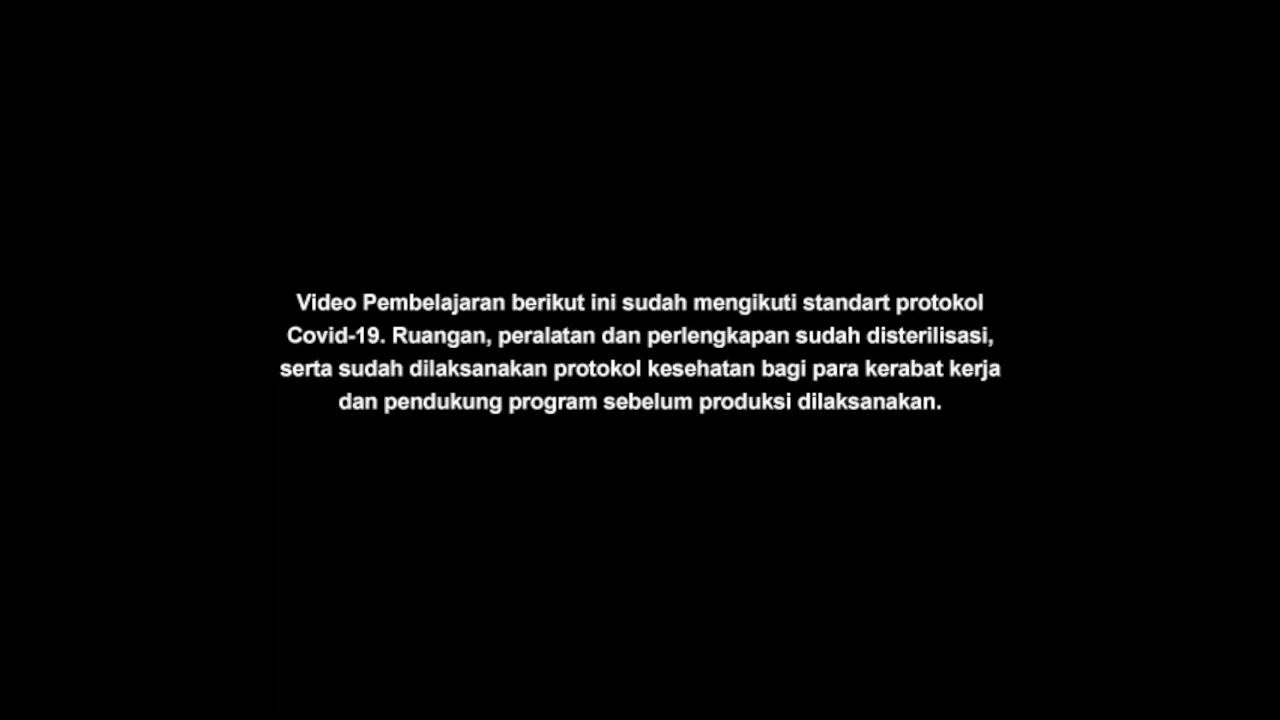 Video Pembelajaran berikut ini sudah mengikuti standart protokol
Covid-19. Ruangan, peralatan dan perlengkapan sudah disterilisasi,
serta sudah dilaksanakan protokol kesehatan bagi para kerabat kerja
dan pendukung program sebelum produksi dilaksanakan.